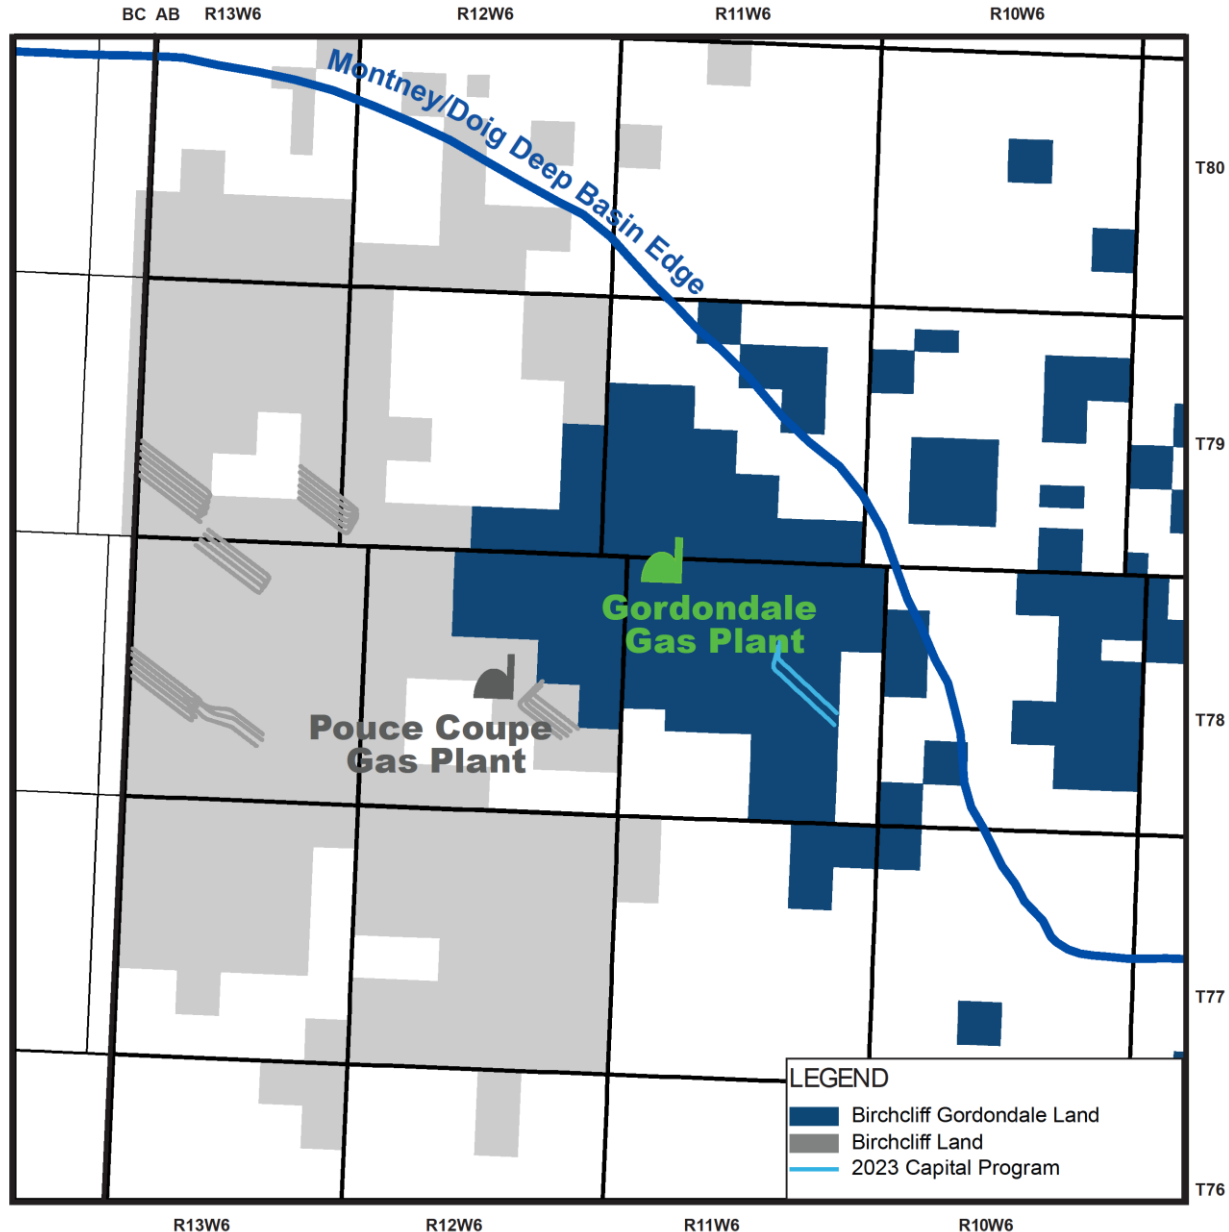 BC AB R13W6 R12W6 R11W6 R10W6
Montney/Doig Deep Basin Edge
T80
T79
Gordondale
Gas Plant
Pouce Coupe
Gas Plant
T78
T77
LEGEND
Birchcliff Gordondale Land
Birchcliff Land
2023 Capital Program
T76
R13W6 R12W6 R11W6 R10W6